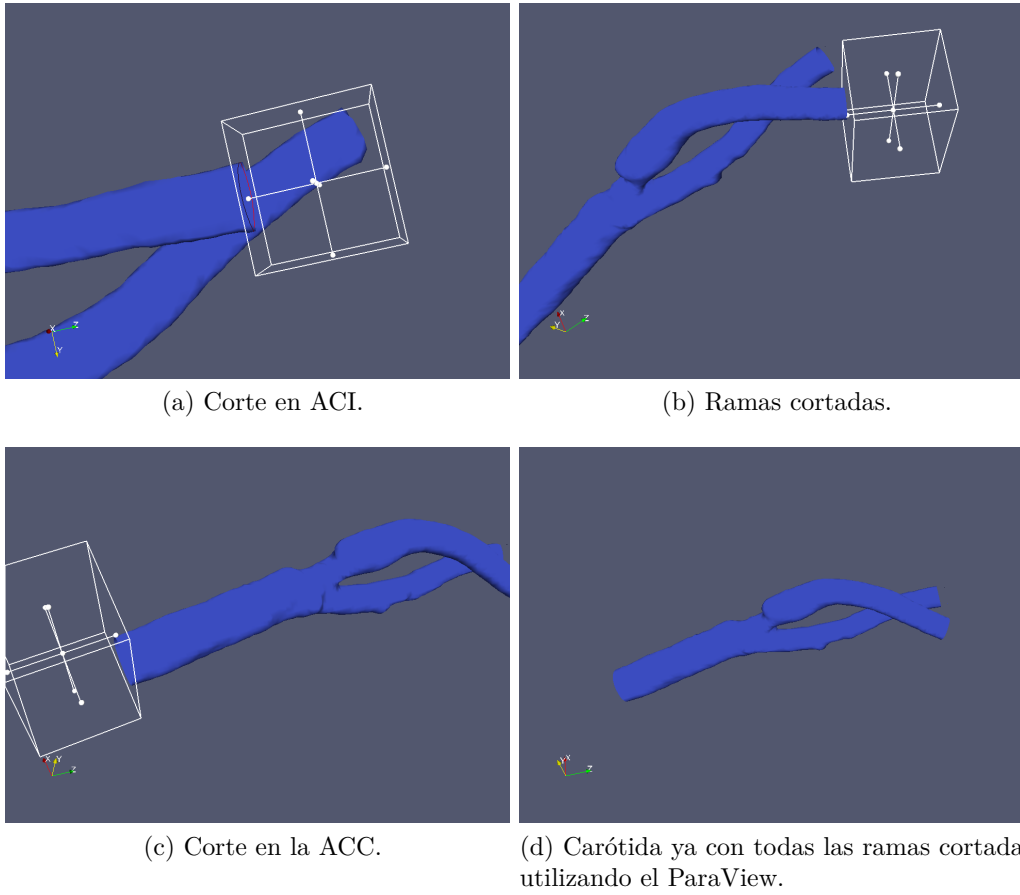 X
Z
Y
X
Y
Z
(a) Corte en ACI.
(b) Ramas cortadas.
X
Y
Z
X
Y
Z
(c) Corte en la ACC.
(d) Carótida ya con todas las ramas cortada
utilizando el ParaView.